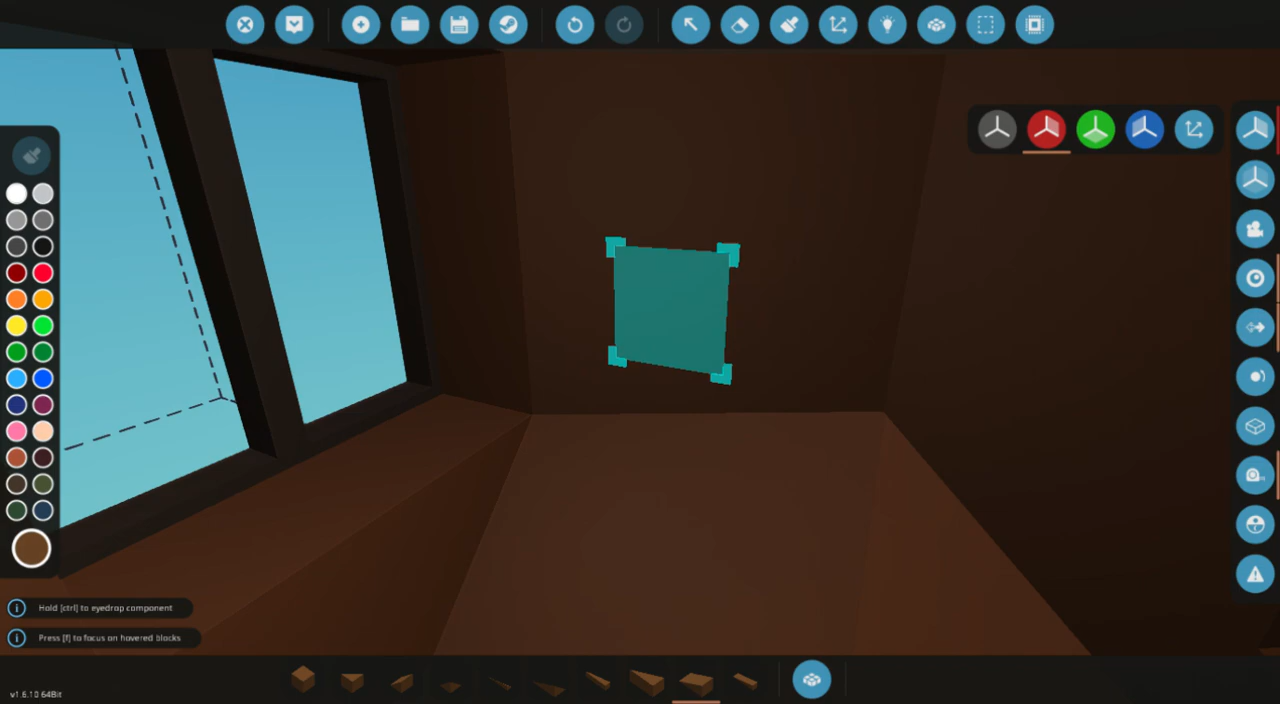 Hold [ctrl] to eyedrop component
Press [f] to focus on hovered blocks
v1.6.10 64Bit